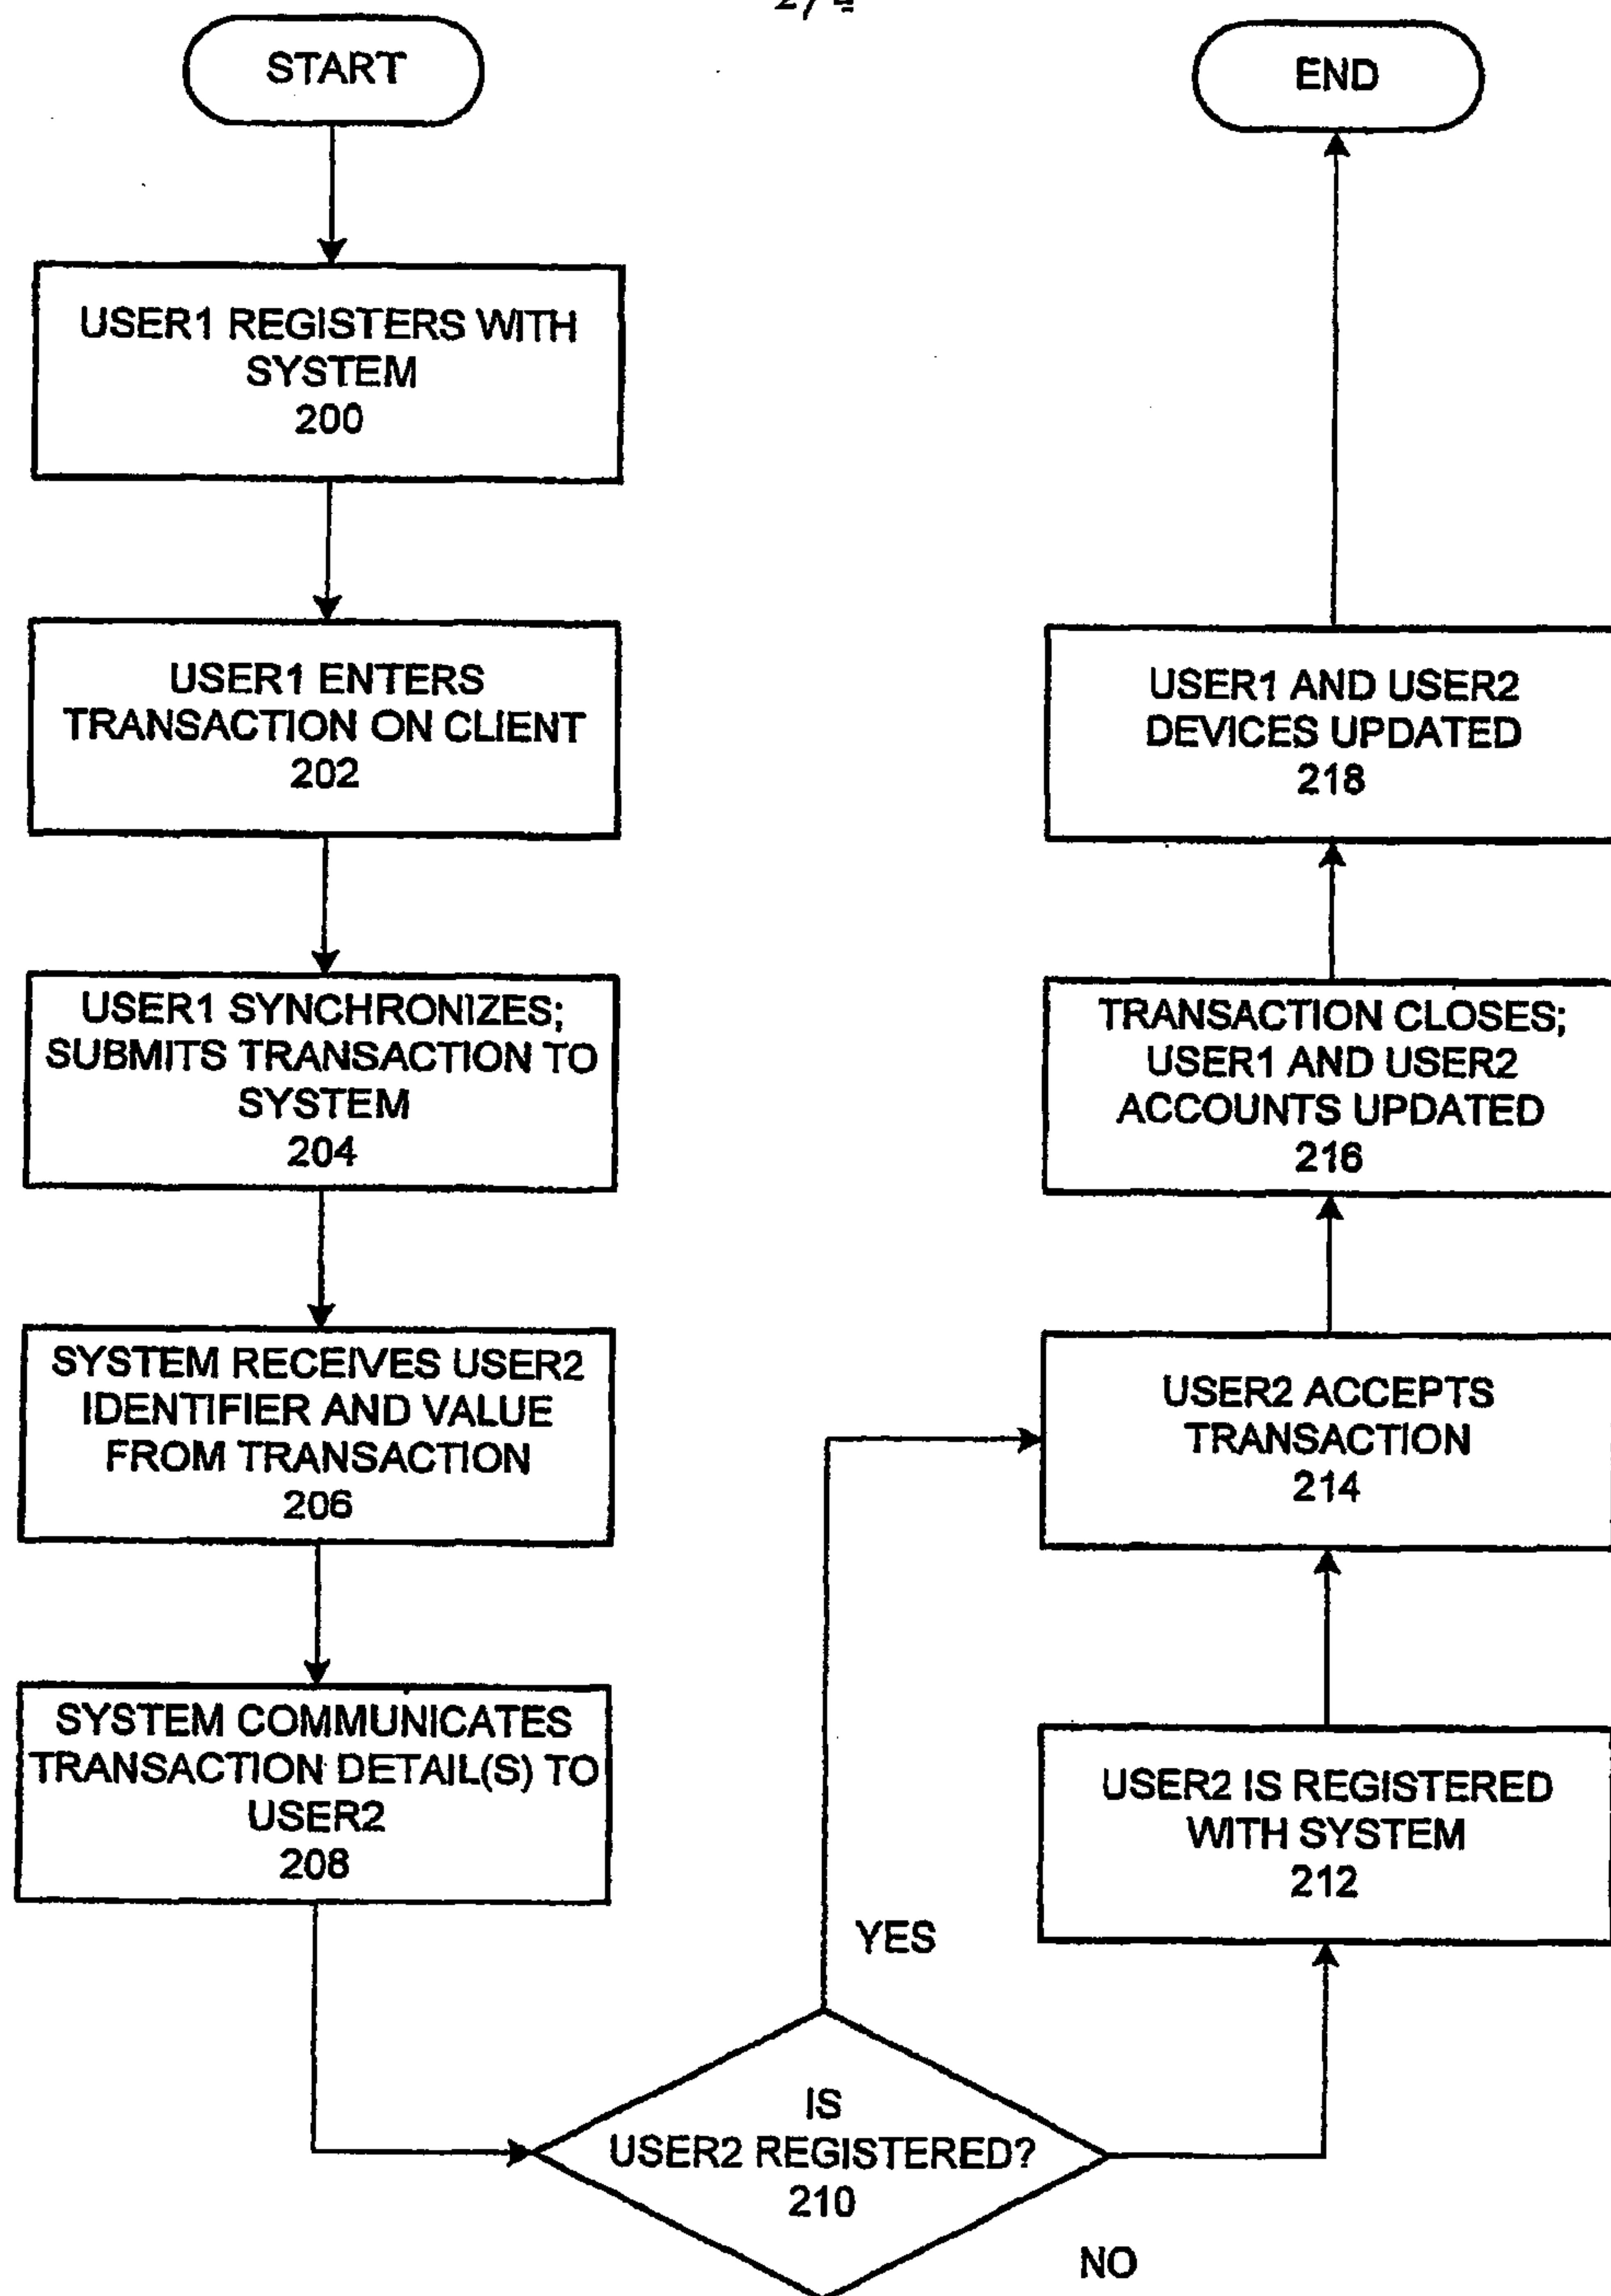 START
USER1 REGISTERS WITH
SYSTEM
200
USER1 ENTERS
TRANSACTION ON CLIENT
202
USER1 SYNCHRONIZES;
SUBMITS TRANSACTION TO
SYSTEM
204
SYSTEM RECEIVES USER2
IDENTIFIER AND VALUE
FROM TRANSACTION
206
SYSTEM COMMUNICATES
TRANSACTION DETAIL(S) TO
USER2
208
IS
USER2 REGISTERED?
210
YES
NO
USER2 IS REGISTERED
WITH SYSTEM
212
USER2 ACCEPTS
TRANSACTION
214
TRANSACTION CLOSES;
USER1 AND USER2
ACCOUNTS UPDATED
216
USER1 AND USER2
DEVICES UPDATED
218
END